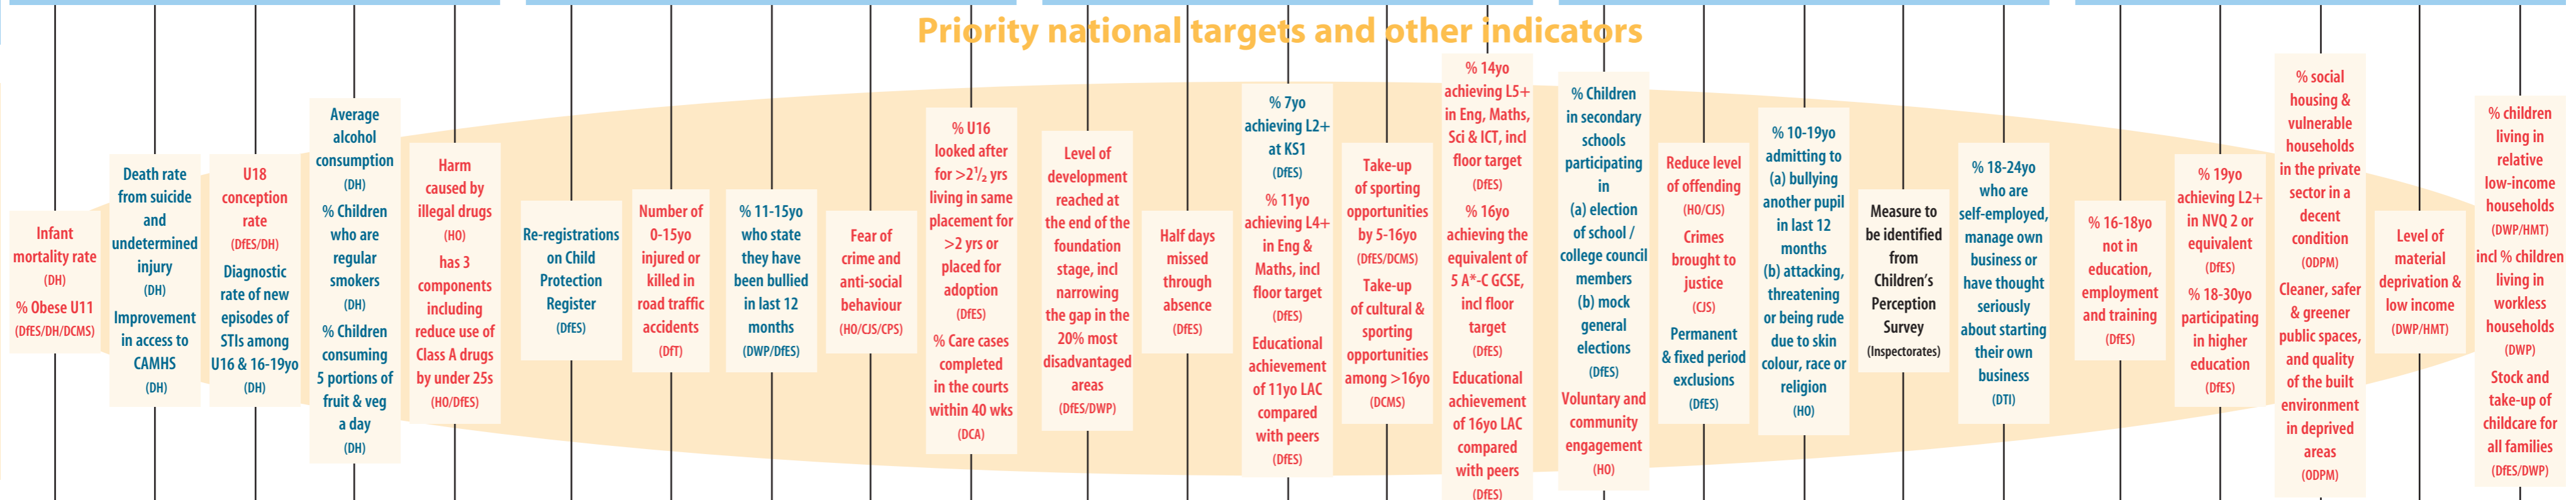 Priority national targets and other indicators
Infant
mortality rate
(DH)
% Obese U11
(DfES/DH/DCMS)
Death rate
from suicide
and
undetermined
injury
(DH)
Improvement
in access to
CAMHS
(DH)
U18
conception
rate
(DfES/DH)
Diagnostic
rate of new
episodes of
STIs among
U16 & 16-19yo
(DH)
Average
alcohol
consumption
(DH)
% Children
who are
regular
smokers
(DH)
% Children
consuming
5 portions of
fruit & veg
a day
(DH)
Harm
caused by
illegal drugs
(HO)
has 3
components
including
reduce use of
Class A drugs
by under 25s
(HO/DfES)
Re-registrations
on Child
Protection
Register
(DfES)
Number of
0-15yo
injured or
killed in
road traffic
accidents
(DfT)
% 11-15yo
who state
they have
been bullied
in last 12
months
(DWP/DfES)
Fear of
crime and
anti-social
behaviour
(HO/CJS/CPS)
% U16
looked after
for >2½ yrs
living in same
placement for
>2 yrs or
placed for
adoption
(DfES)
% Care cases
completed
in the courts
within 40 wks
(DCA)
Level of
development
reached at
the end of the
foundation
stage, incl
narrowing
the gap in the
20% most
disadvantaged
areas
(DfES/DWP)
Half days
missed
through
absence
(DfES)
% 7yo
achieving L2+
at KS1
(DfES)
% 11yo
achieving L4+
in Eng &
Maths, incl
floor target
(DfES)
Educational
achievement
of 11yo LAC
compared
with peers
(DfES)
Take-up
of sporting
opportunities
by 5-16yo
(DfES/DCMS)
Take-up
of cultural &
sporting
opportunities
among >16yo
(DCMS)
% 14yo
achieving L5+
in Eng, Maths,
Sci & ICT, incl
floor target
(DfES)
% 16yo
achieving the
equivalent of
5 A*-C GCSE,
incl floor
target
(DfES)
Educational
achievement
of 16yo LAC
compared
with peers
(DfES)
% Children
in secondary
schools
participating
in
(a) election
of school /
college council
members
(b) mock
general
elections
(DfES)
Voluntary and
community
engagement
(HO)
Reduce level
of offending
(HO/CJS)
Crimes
brought to
justice
(CJS)
Permanent
& fixed period
exclusions
(DfES)
% 10-19yo
admitting to
(a) bullying
another pupil
in last 12
months
(b) attacking,
threatening
or being rude
due to skin
colour, race or
religion
(HO)
Measure to
be identified
from
Children's
Perception
Survey
(Inspectorates)
% 18-24yo
who are
self-employed,
manage own
business or
have thought
seriously
about starting
their own
business
(DTI)
% 16-18yo
not in
education,
employment
and training
(DfES)
% 19yo
achieving L2+
in NVQ 2 or
equivalent
(DfES)
% 18-30yo
participating
in higher
education
(DfES)
% social
housing &
vulnerable
households
in the private
sector in a
decent
condition
(ODPM)
Cleaner, safer
& greener
public spaces,
and quality
of the built
environment
in deprived
areas
(ODPM)
Level of
material
deprivation &
low income
(DWP/HMT)
% children
living in
relative
low-income
households
(DWP/HMT)
incl % children
living in
workless
households
(DWP)
Stock and
take-up of
childcare for
all families
(DfES/DWP)